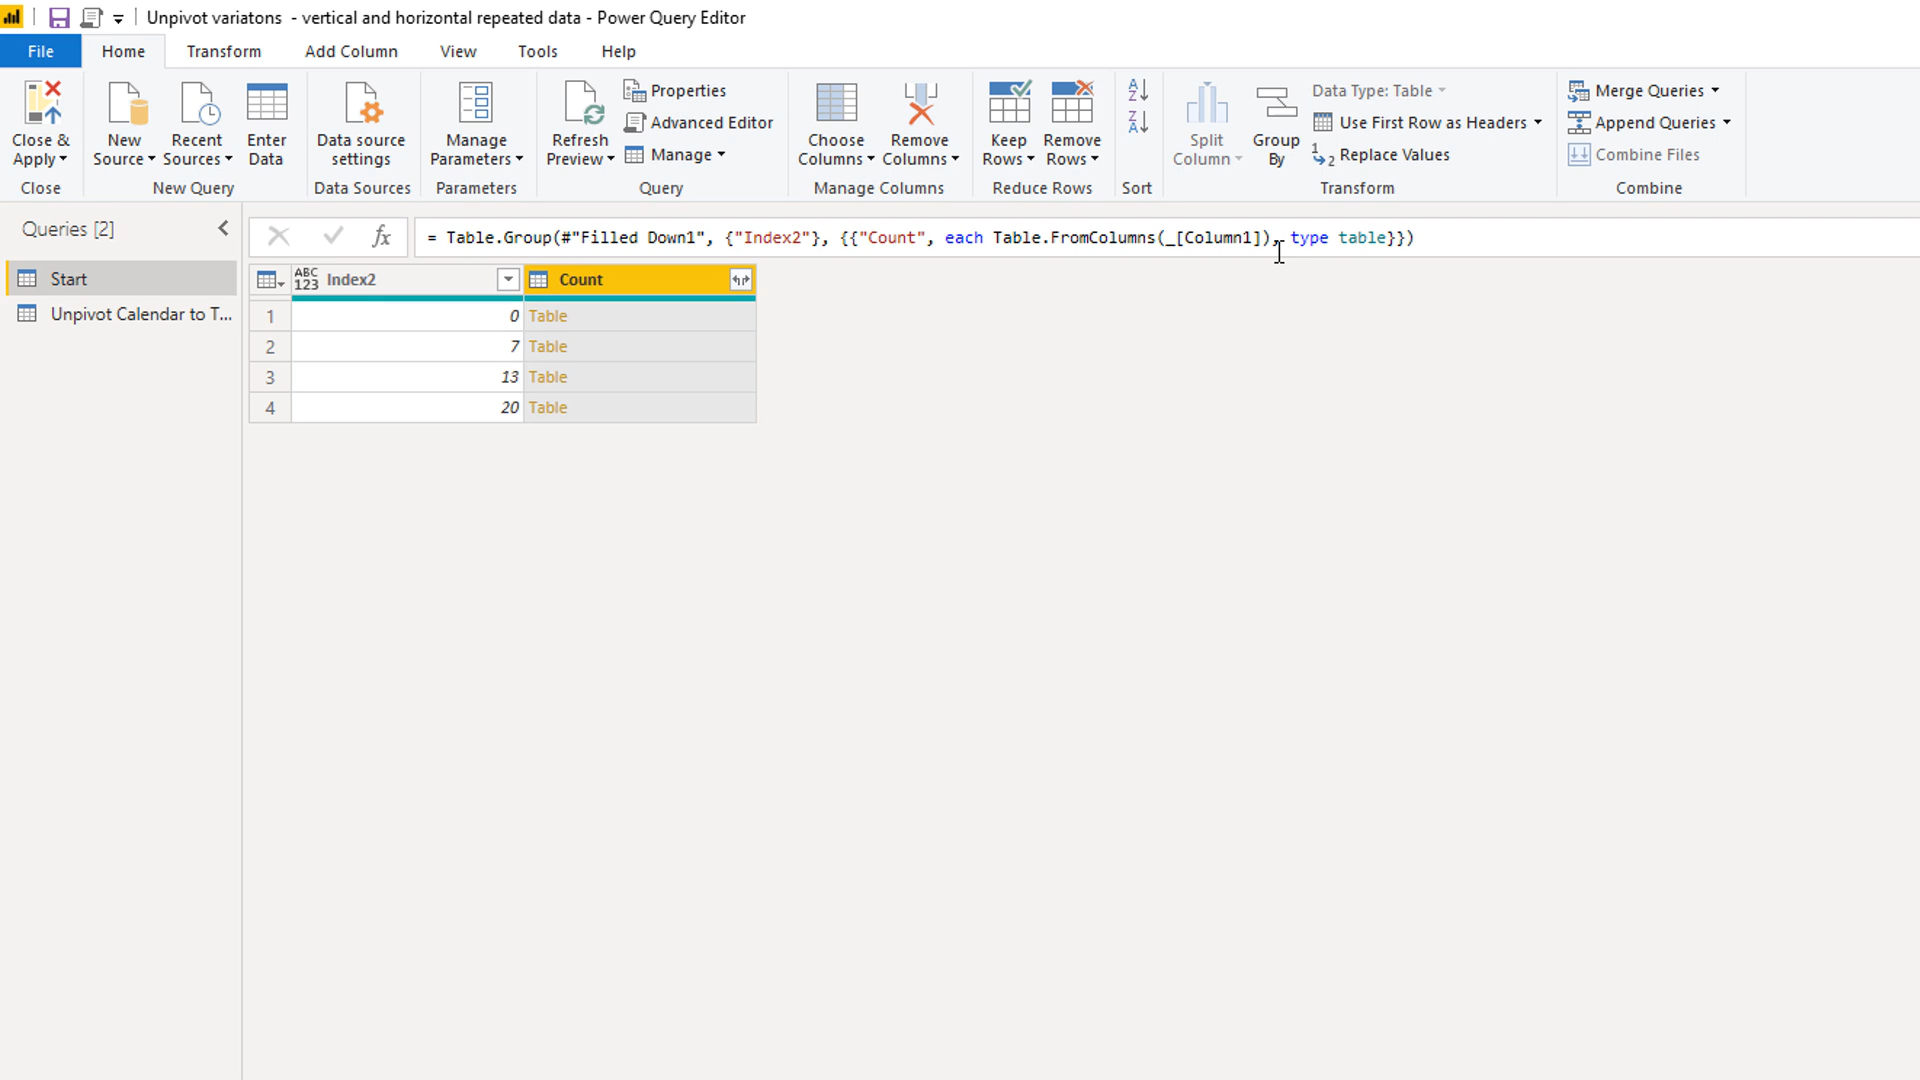 Unpivot variatons - vertical and horizontal repeated data - Power Query Editor
File Home Transform Add Column View Tools Help
Close & Apply
New Source
Recent Sources
Enter Data
Data source settings
Manage Parameters
Refresh Preview
Properties
Advanced Editor
Manage
Choose Columns
Remove Columns
Keep Rows
Remove Rows
Split Column
Group By
Data Type: Table
Use First Row as Headers
Replace Values
Merge Queries
Append Queries
Combine Files
Close New Query Data Sources Parameters Query Manage Columns Reduce Rows Sort Transform Combine
Queries [2]
Start
Unpivot Calendar to T...
fx = Table.Group(#"Filled Down1", {"Index2"}, {{"Count", each Table.FromColumns(_[Column1]), type table}})
ABC 123 Index2 Count
1 0 Table
2 7 Table
3 13 Table
4 20 Table